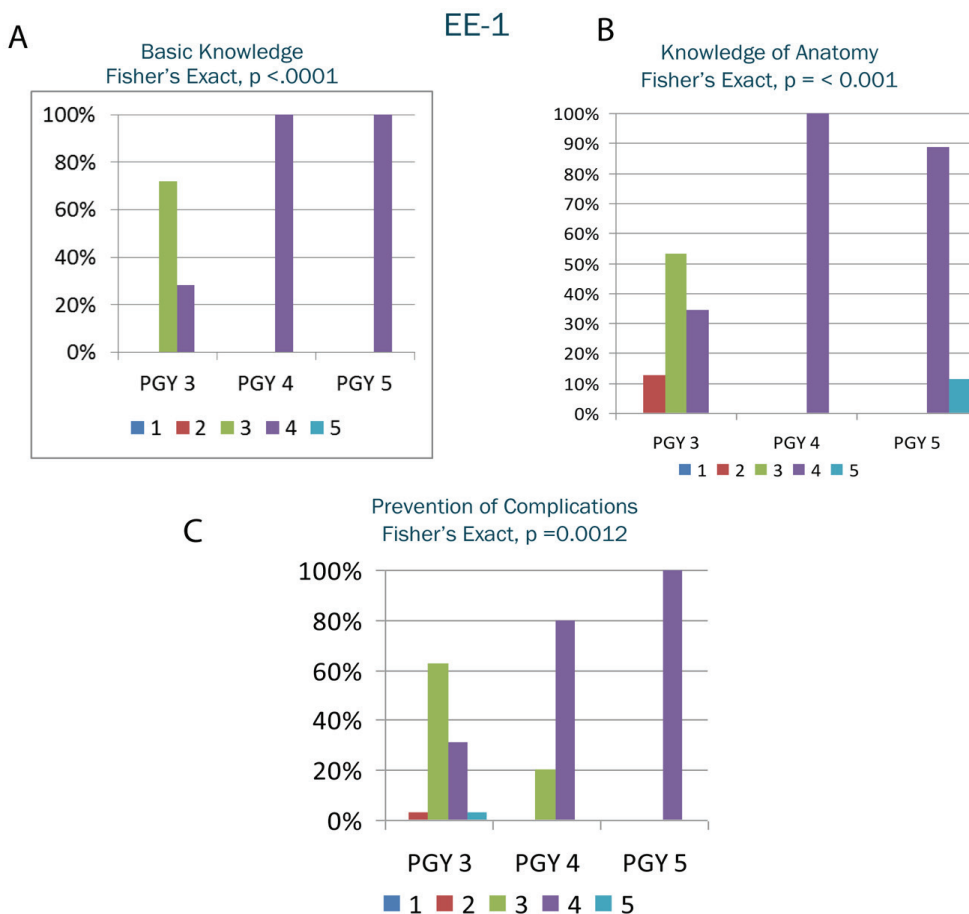 EE-1
A
Basic Knowledge
Fisher's Exact, p <.0001
100%
80%
60%
40%
20%
0%
PGY 3 PGY 4 PGY 5
1 2 3 4 5
B
Knowledge of Anatomy
Fisher's Exact, p = < 0.001
100%
90%
80%
70%
60%
50%
40%
30%
20%
10%
0%
PGY 3 PGY 4 PGY 5
1 2 3 4 5
C
Prevention of Complications
Fisher's Exact, p =0.0012
100%
80%
60%
40%
20%
0%
PGY 3 PGY 4 PGY 5
1 2 3 4 5